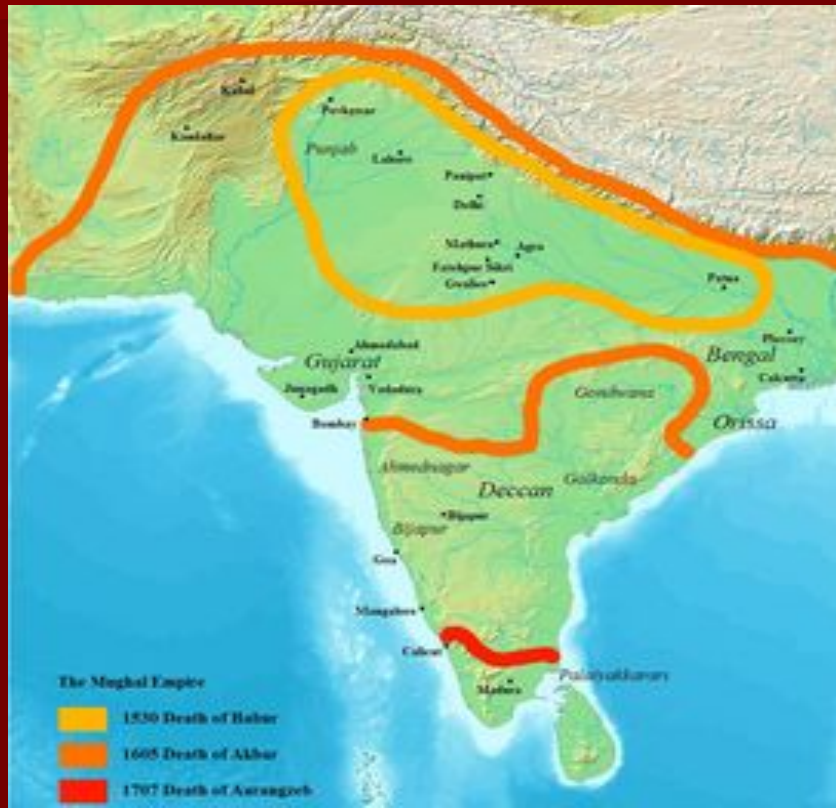 Kabul
Peshawar
Kandahar
Punjab
Lahore
Panipat
Delhi
Mathura
Agra
Fatehpur Sikri
Gwalior
Patna
Ahmedabad
Plassey
Gujarat
Bengal
Junagadh
Vadodara
Calcutta
Gondwana
Bombay
Orissa
Ahmednagar
Golkonda
Deccan
Bijapur
Bijapur
Goa
Mangalore
Calicut
Palaiyakkarars
Madura
The Mughal Empire
1530 Death of Babur
1605 Death of Akbar
1707 Death of Aurangzeb